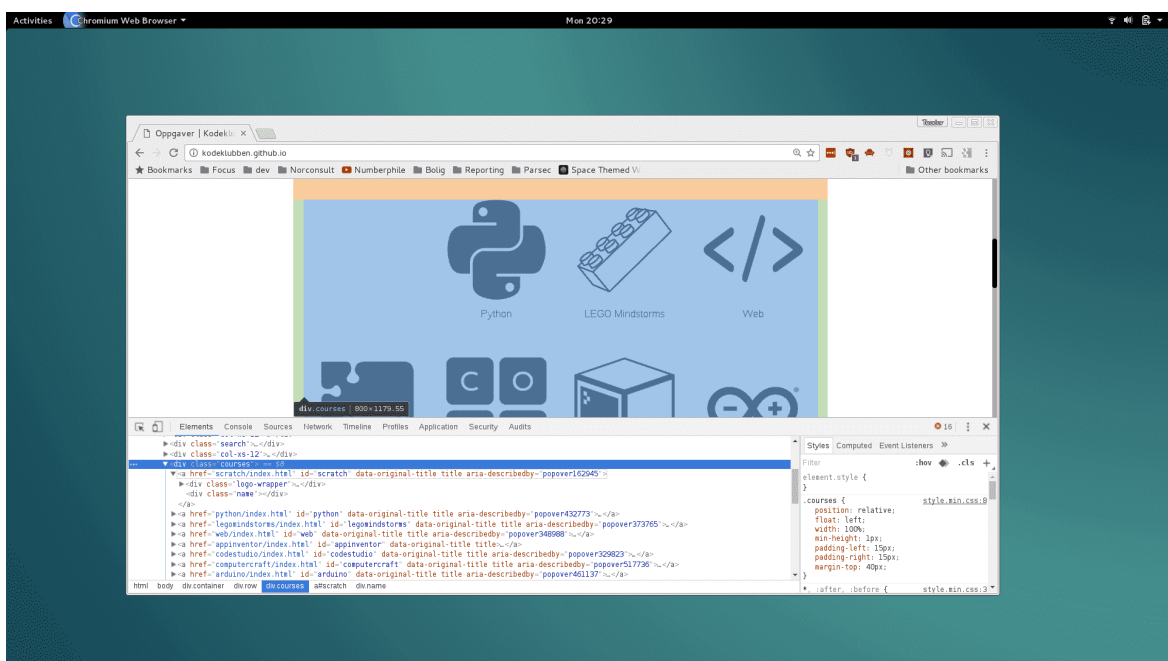 Activities Chromium Web Browser Mon 20:29
Oppgaver | Kodeklu ×
kodeklubben.github.io
Bookmarks Focus dev Norconsult Numberphile Bolig Reporting Parsec Space Themed W Other bookmarks
Python LEGO Mindstorms Web
C O
div.courses | 800×1179.55
Elements Console Sources Network Timeline Profiles Application Security Audits 16
▶<div class="search">…</div>
▶<div class="col-xs-12">…</div>
▼<div class="courses"> == $0
▼<a href="scratch/index.html" id="scratch" data-original-title title aria-describedby="popover162945">
▶<div class="logo-wrapper">…</div>
<div class="name"></div>
</a>
▶<a href="python/index.html" id="python" data-original-title title aria-describedby="popover432773">…</a>
▶<a href="legomindstorms/index.html" id="legomindstorms" data-original-title title aria-describedby="popover373765">…</a>
▶<a href="web/index.html" id="web" data-original-title title aria-describedby="popover348988">…</a>
▶<a href="appinventor/index.html" id="appinventor" data-original-title title>…</a>
▶<a href="codestudio/index.html" id="codestudio" data-original-title title aria-describedby="popover329823">…</a>
▶<a href="computercraft/index.html" id="computercraft" data-original-title title aria-describedby="popover517736">…</a>
▶<a href="arduino/index.html" id="arduino" data-original-title title aria-describedby="popover461137">…</a>
html body div.container div.row div.courses a#scratch div.name
Styles Computed Event Listeners »
Filter :hov .cls +
element.style {
}
.courses { style.min.css:8
position: relative;
float: left;
width: 100%;
min-height: 1px;
padding-left: 15px;
padding-right: 15px;
margin-top: 40px;
}
*, :after, :before { style.min.css:3